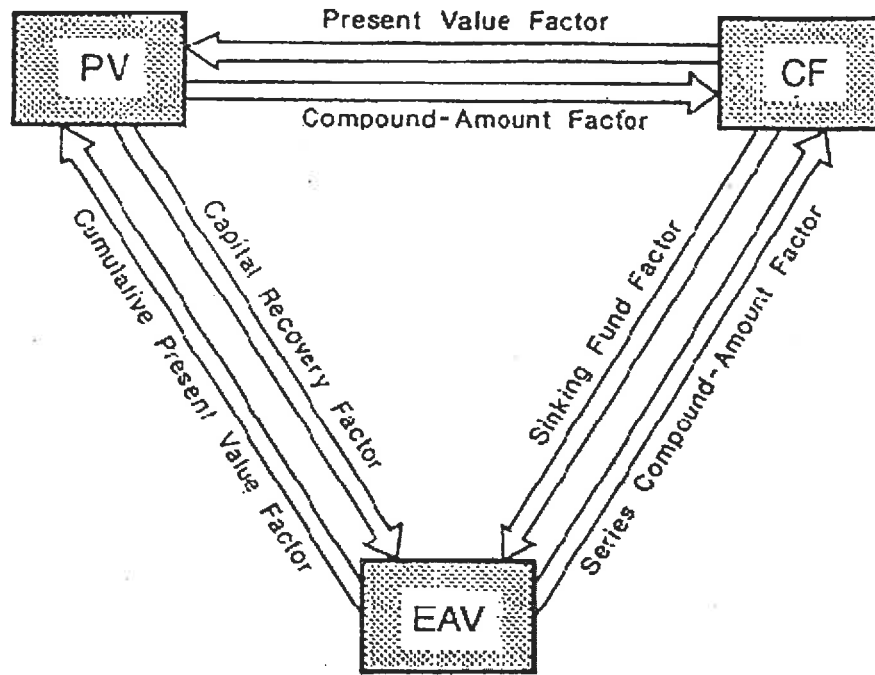 Present Value Factor
PV
CF
Compound-Amount Factor
Capital Recovery Factor
Cumulative Present Value Factor
Sinking Fund Factor
Series Compound-Amount Factor
EAV